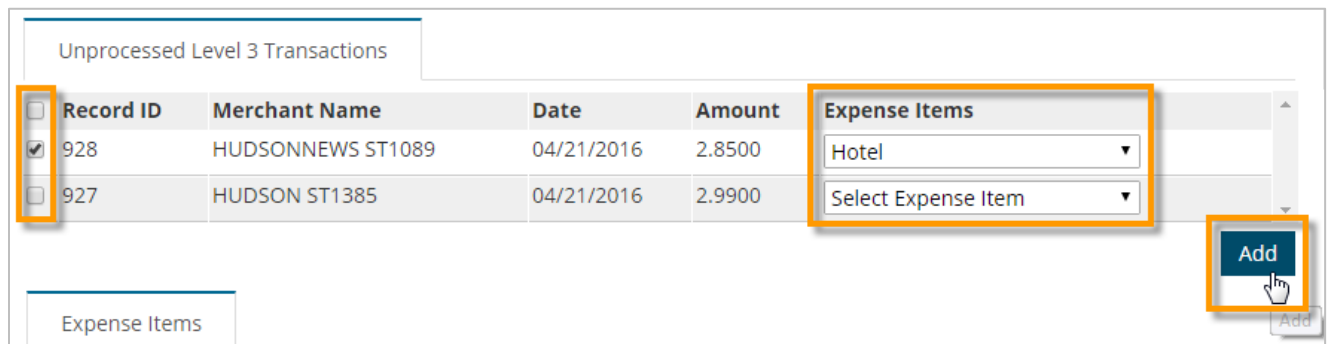 Unprocessed Level 3 Transactions
Record ID Merchant Name Date Amount Expense Items
928 HUDSONNEWS ST1089 04/21/2016 2.8500 Hotel
927 HUDSON ST1385 04/21/2016 2.9900 Select Expense Item
Add
Expense Items
Add